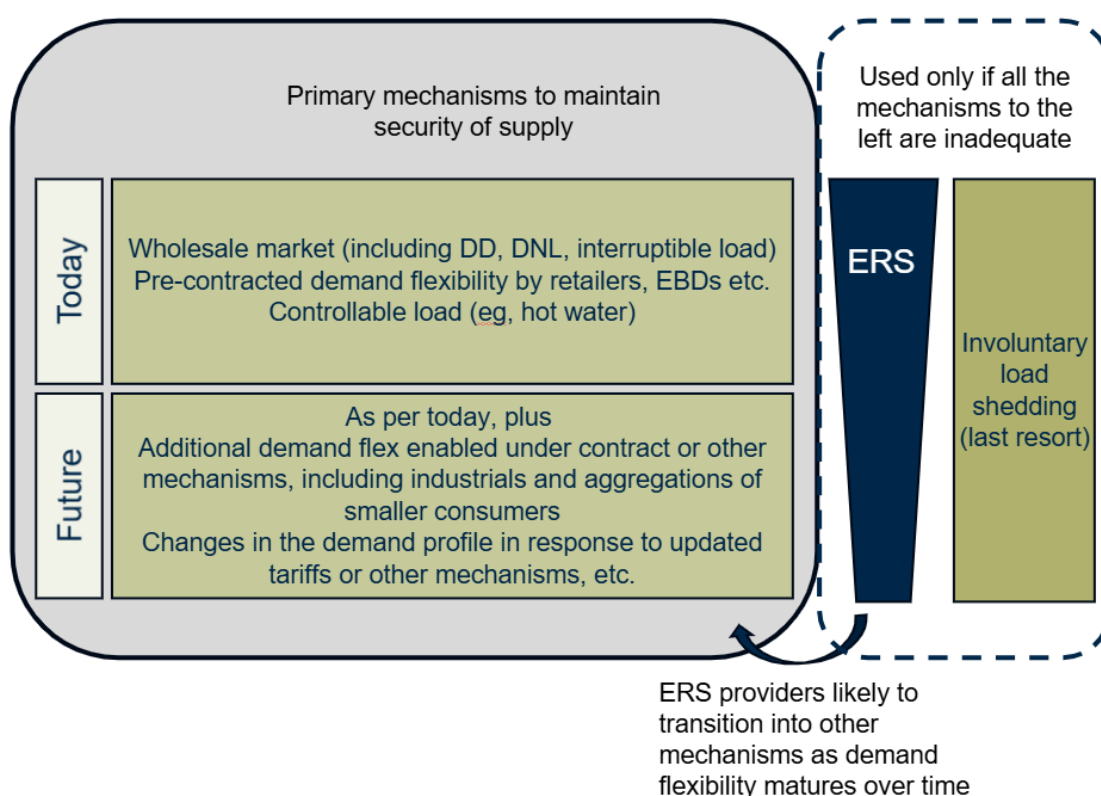 Primary mechanisms to maintain
security of supply
Used only if all the
mechanisms to the
left are inadequate
Today
Wholesale market (including DD, DNL, interruptible load)
Pre-contracted demand flexibility by retailers, EBDs etc.
Controllable load (eg, hot water)
ERS
Involuntary
load
shedding
(last resort)
Future
As per today, plus
Additional demand flex enabled under contract or other
mechanisms, including industrials and aggregations of
smaller consumers
Changes in the demand profile in response to updated
tariffs or other mechanisms, etc.
ERS providers likely to
transition into other
mechanisms as demand
flexibility matures over time